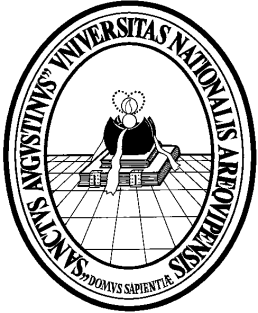 "SANCTVS AVGVSTINVS" VNIVERSITAS NATIONALIS AREQVIPENSIS
"DOMVS SAPIENTIÆ